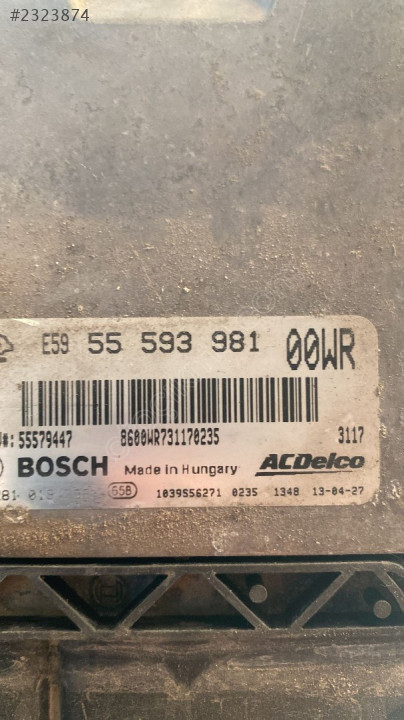 #2323874
E59 55 593 981 00WR
#: 55579447 8600WR731170235 3117
BOSCH Made in Hungary ACDelco
65B 1039556271 0235 1348 13-04-27